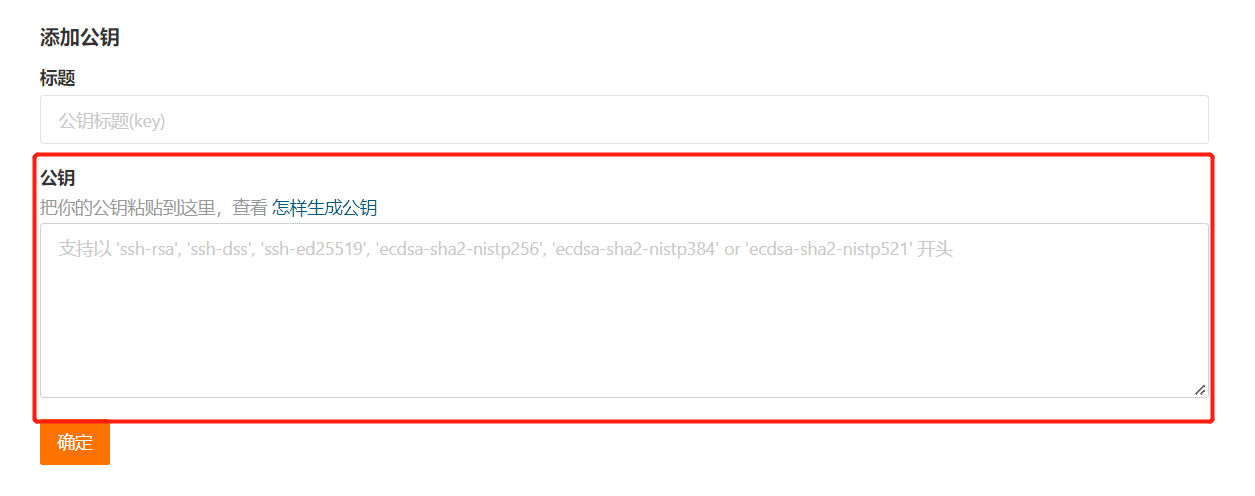 添加公钥
标题
公钥标题(key)
公钥
把你的公钥粘贴到这里，查看 怎样生成公钥
支持以 'ssh-rsa', 'ssh-dss', 'ssh-ed25519', 'ecdsa-sha2-nistp256', 'ecdsa-sha2-nistp384' or 'ecdsa-sha2-nistp521' 开头
确定